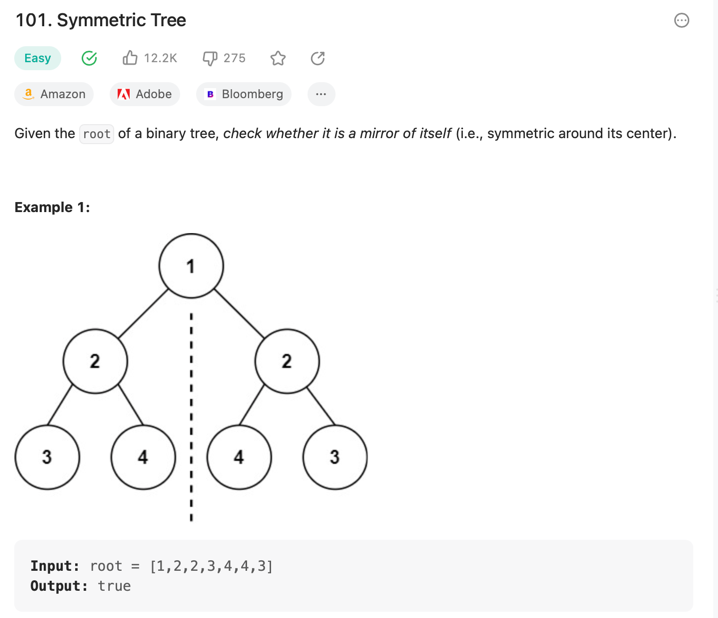 101. Symmetric Tree
Easy 12.2K 275
Amazon Adobe Bloomberg ...
Given the root of a binary tree, check whether it is a mirror of itself (i.e., symmetric around its center).
Example 1:
1
2 2
3 4 4 3
Input: root = [1,2,2,3,4,4,3]
Output: true